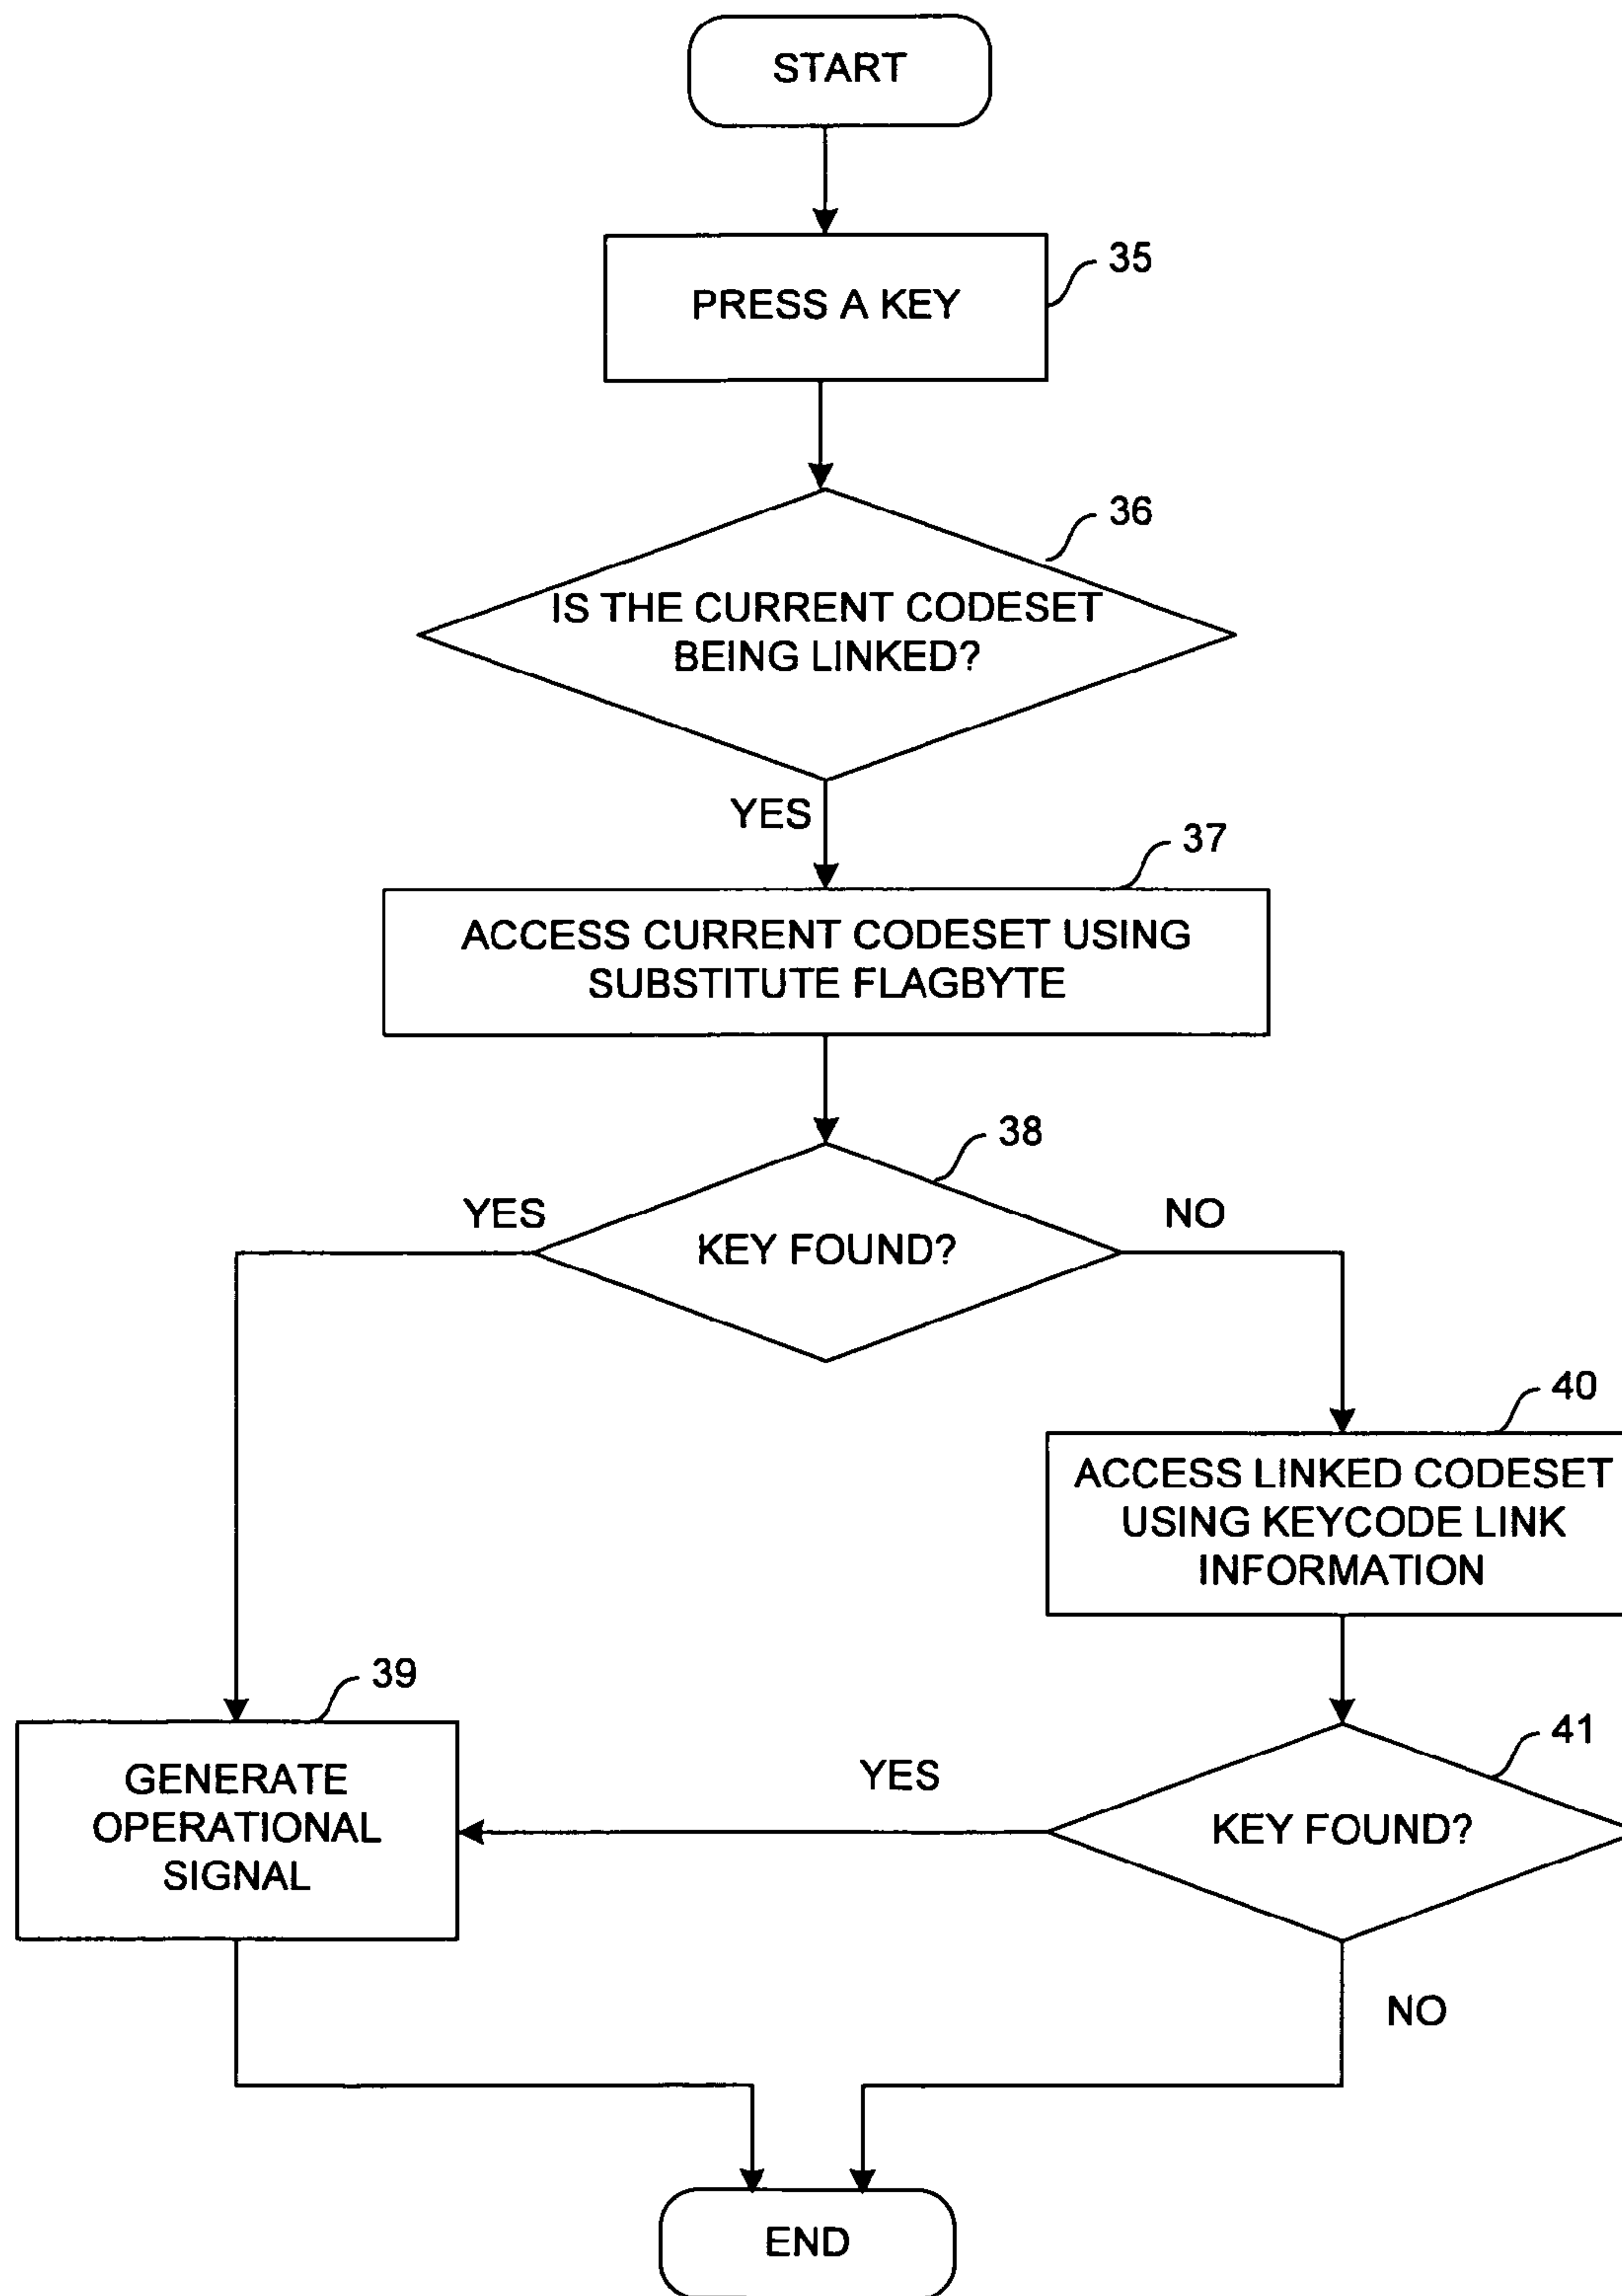 START
PRESS A KEY
35
IS THE CURRENT CODESET
BEING LINKED?
36
YES
37
ACCESS CURRENT CODESET USING
SUBSTITUTE FLAGBYTE
38
YES
KEY FOUND?
NO
40
ACCESS LINKED CODESET
USING KEYCODE LINK
INFORMATION
39
GENERATE
OPERATIONAL
SIGNAL
YES
41
KEY FOUND?
NO
END